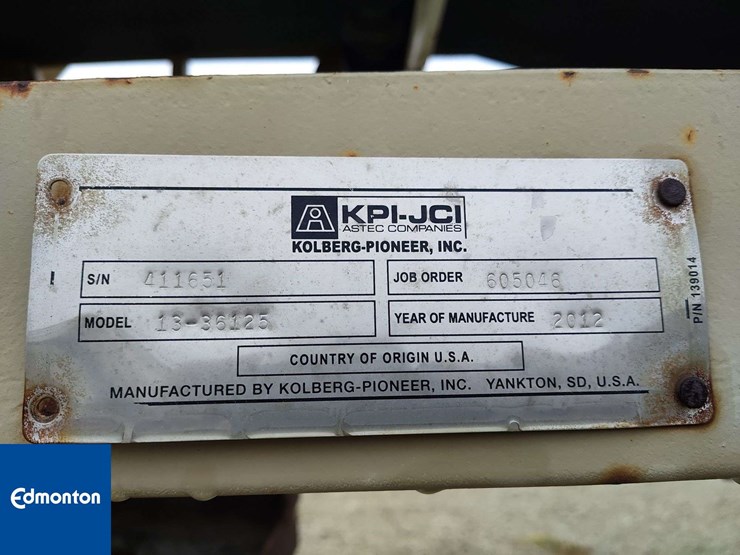 KPI-JCI
ASTEC COMPANIES
KOLBERG-PIONEER, INC.
S/N 411651 JOB ORDER 605046
MODEL 13-36125 YEAR OF MANUFACTURE 2012
COUNTRY OF ORIGIN U.S.A.
MANUFACTURED BY KOLBERG-PIONEER, INC. YANKTON, SD, U.S.A.
P/N 139014
Edmonton